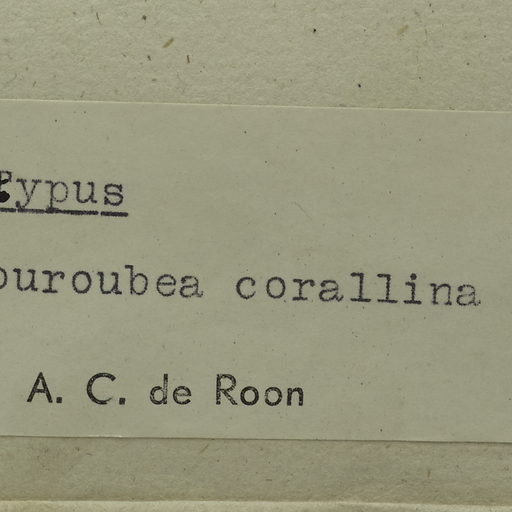 Typus
ouroubea corallina
A. C. de Roon